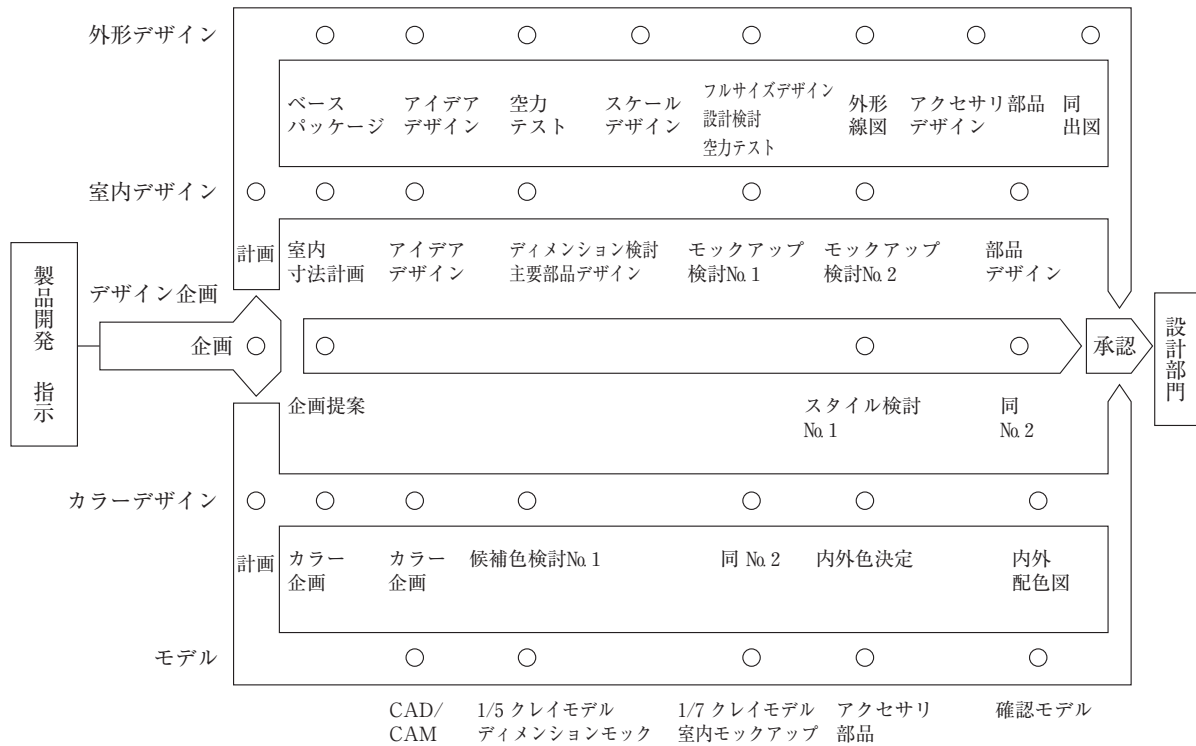 外形デザイン
ベース
パッケージ
アイデア
デザイン
空力
テスト
スケール
デザイン
フルサイズデザイン
設計検討
空力テスト
外形
線図
アクセサリ部品
デザイン
同
出図
室内デザイン
計画
室内
寸法計画
アイデア
デザイン
ディメンション検討
主要部品デザイン
モックアップ
検討№1
モックアップ
検討№2
部品
デザイン
製品開発 指示
デザイン企画
企画
承認
設計部門
企画提案
スタイル検討
№1
同
№2
カラーデザイン
計画
カラー
企画
カラー
企画
候補色検討№1
同 №2
内外色決定
内外
配色図
モデル
CAD/
CAM
1/5 クレイモデル
ディメンションモック
1/7 クレイモデル
室内モックアップ
アクセサリ
部品
確認モデル